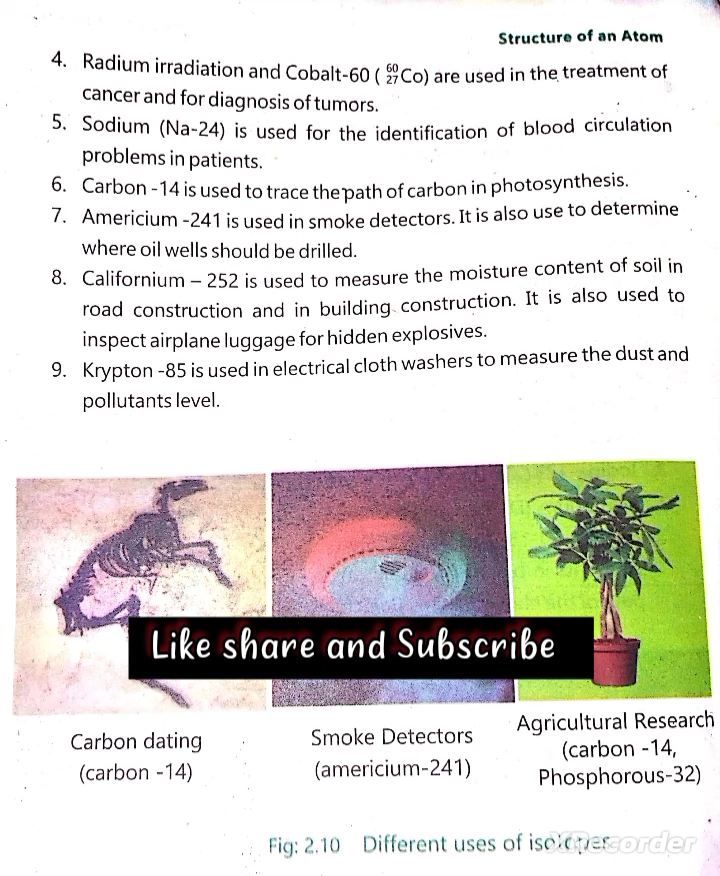 Structure of an Atom
4. Radium irradiation and Cobalt-60 ( ⁶⁰₂₇Co) are used in the treatment of
cancer and for diagnosis of tumors.
5. Sodium (Na-24) is used for the identification of blood circulation
problems in patients.
6. Carbon -14 is used to trace the path of carbon in photosynthesis.
7. Americium -241 is used in smoke detectors. It is also use to determine
where oil wells should be drilled.
8. Californium – 252 is used to measure the moisture content of soil in
road construction and in building construction. It is also used to
inspect airplane luggage for hidden explosives.
9. Krypton -85 is used in electrical cloth washers to measure the dust and
pollutants level.
Like share and Subscribe
Carbon dating
(carbon -14)
Smoke Detectors
(americium-241)
Agricultural Research
(carbon -14,
Phosphorous-32)
Fig: 2.10 Different uses of isotopes
XRecorder